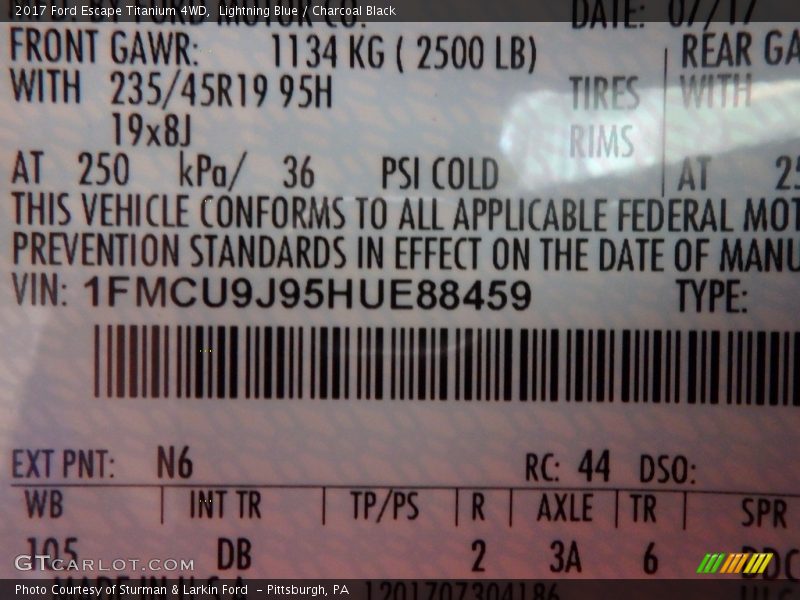 2017 Ford Escape Titanium 4WD, Lightning Blue / Charcoal Black
DATE: 07/17
FRONT GAWR: 1134 KG ( 2500 LB) REAR GA
WITH 235/45R19 95H TIRES WITH
19x8J RIMS
AT 250 kPa/ 36 PSI COLD AT 25
THIS VEHICLE CONFORMS TO ALL APPLICABLE FEDERAL MOT
PREVENTION STANDARDS IN EFFECT ON THE DATE OF MANU
VIN: 1FMCU9J95HUE88459 TYPE:
EXT PNT: N6 RC: 44 DSO:
WB INT TR TP/PS R AXLE TR SPR
105 DB 2 3A 6
GTCARLOT.COM
Photo Courtesy of Sturman & Larkin Ford - Pittsburgh, PA